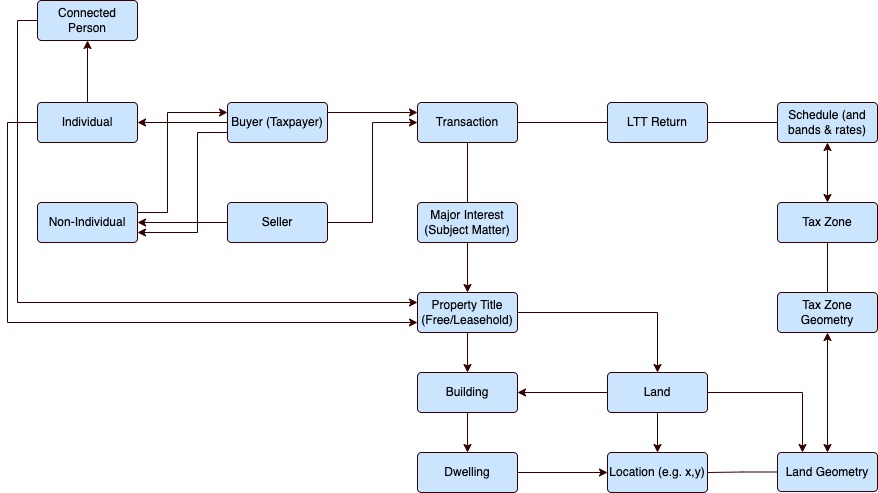 Connected
Person
Individual
Buyer (Taxpayer)
Transaction
LTT Return
Schedule (and
bands & rates)
Non-Individual
Seller
Major Interest
(Subject Matter)
Tax Zone
Property Title
(Free/Leasehold)
Tax Zone
Geometry
Building
Land
Dwelling
Location (e.g. x,y)
Land Geometry